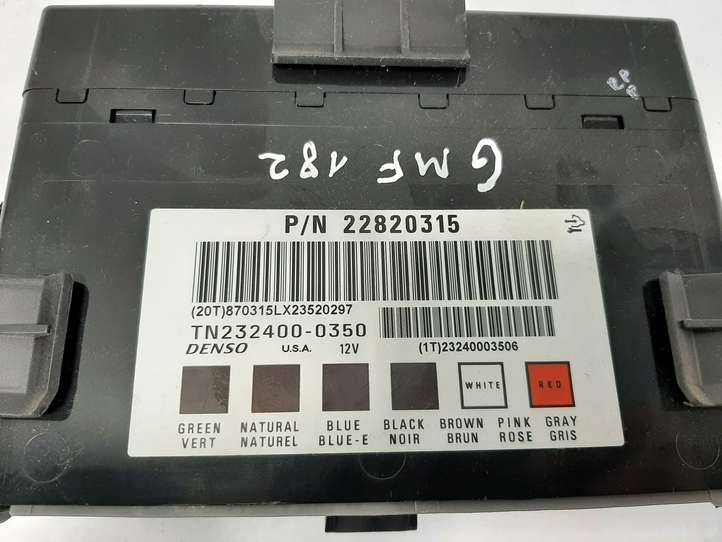 GMF 182
P/N 22820315
(20T)870315LX23520297
TN232400-0350
DENSO U.S.A. 12V (1T)23240003506
WHITE RED
GREEN NATURAL BLUE BLACK BROWN PINK GRAY
VERT NATUREL BLUE-E NOIR BRUN ROSE GRIS